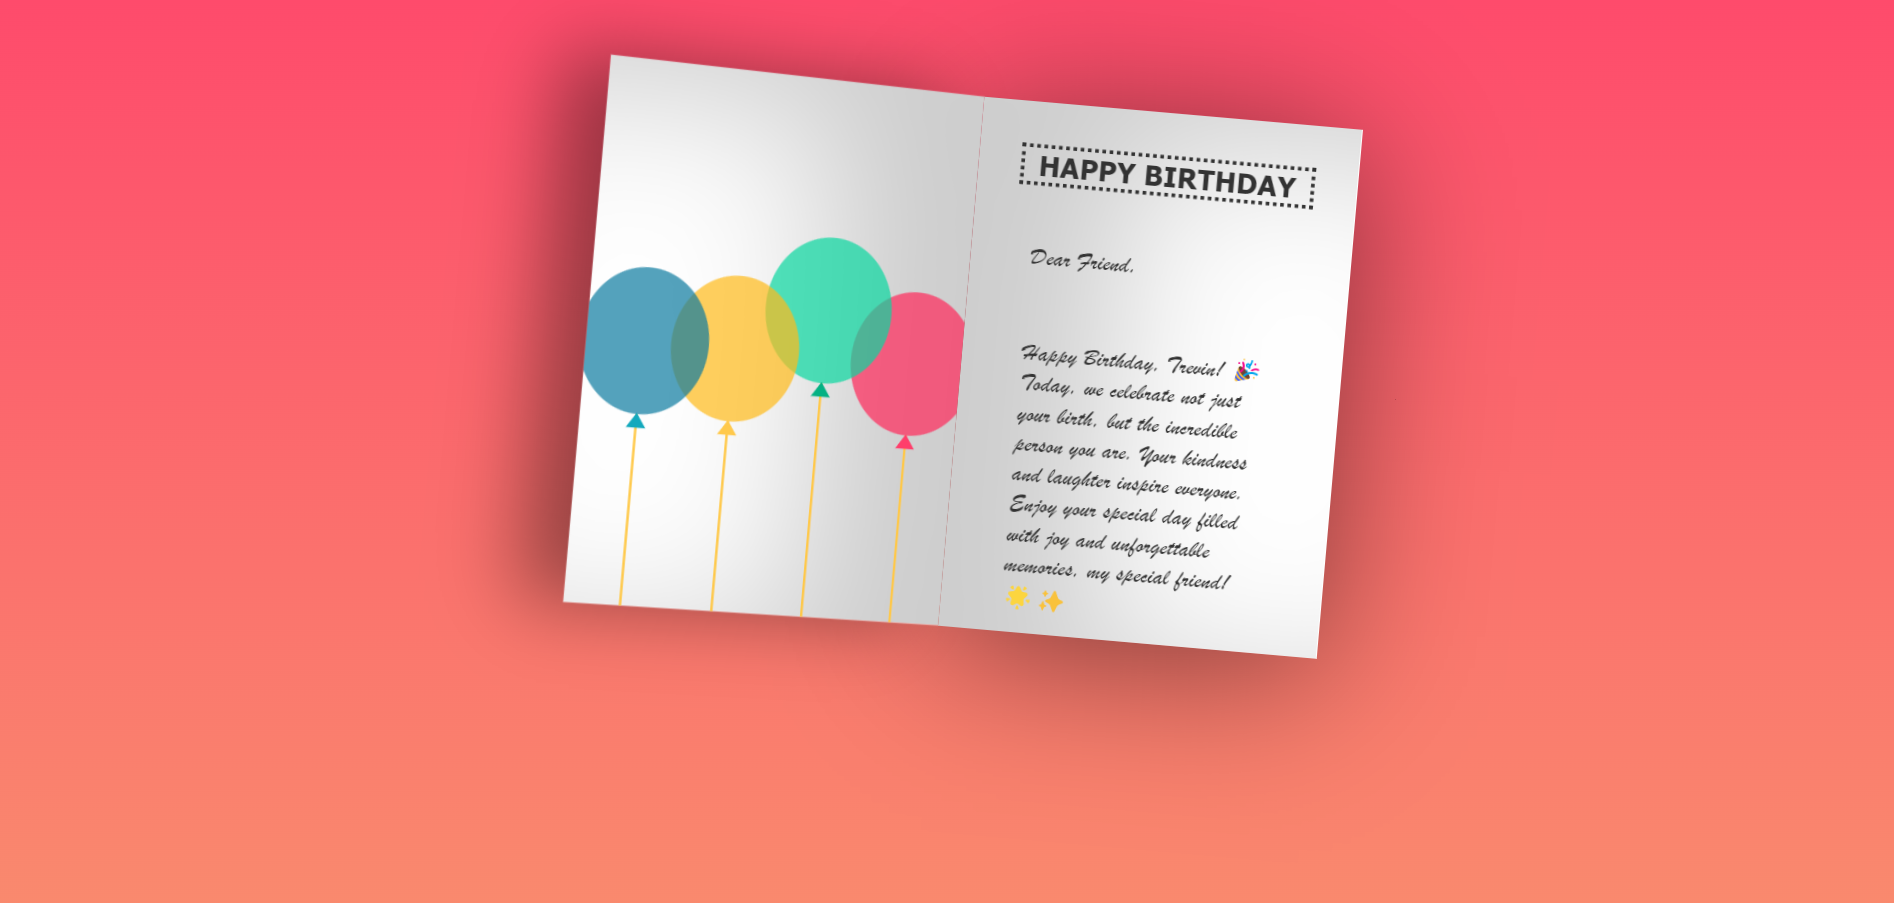 HAPPY BIRTHDAY
Dear Friend,
Happy Birthday, Trevin! 🎉
Today, we celebrate not just
your birth, but the incredible
person you are. Your kindness
and laughter inspire everyone.
Enjoy your special day filled
with joy and unforgettable
memories, my special friend!
🌟✨